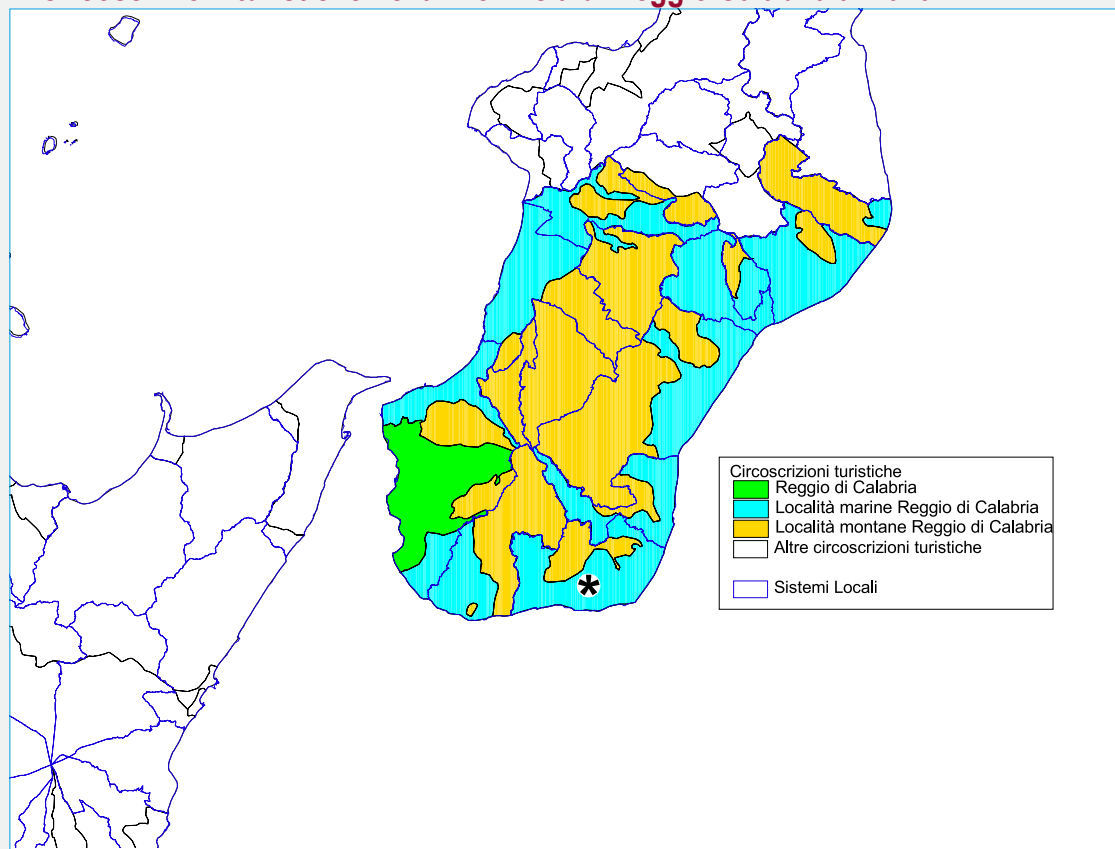 Circoscrizioni turistiche
Reggio di Calabria
Località marine Reggio di Calabria
Località montane Reggio di Calabria
Altre circoscrizioni turistiche
Sistemi Locali
*